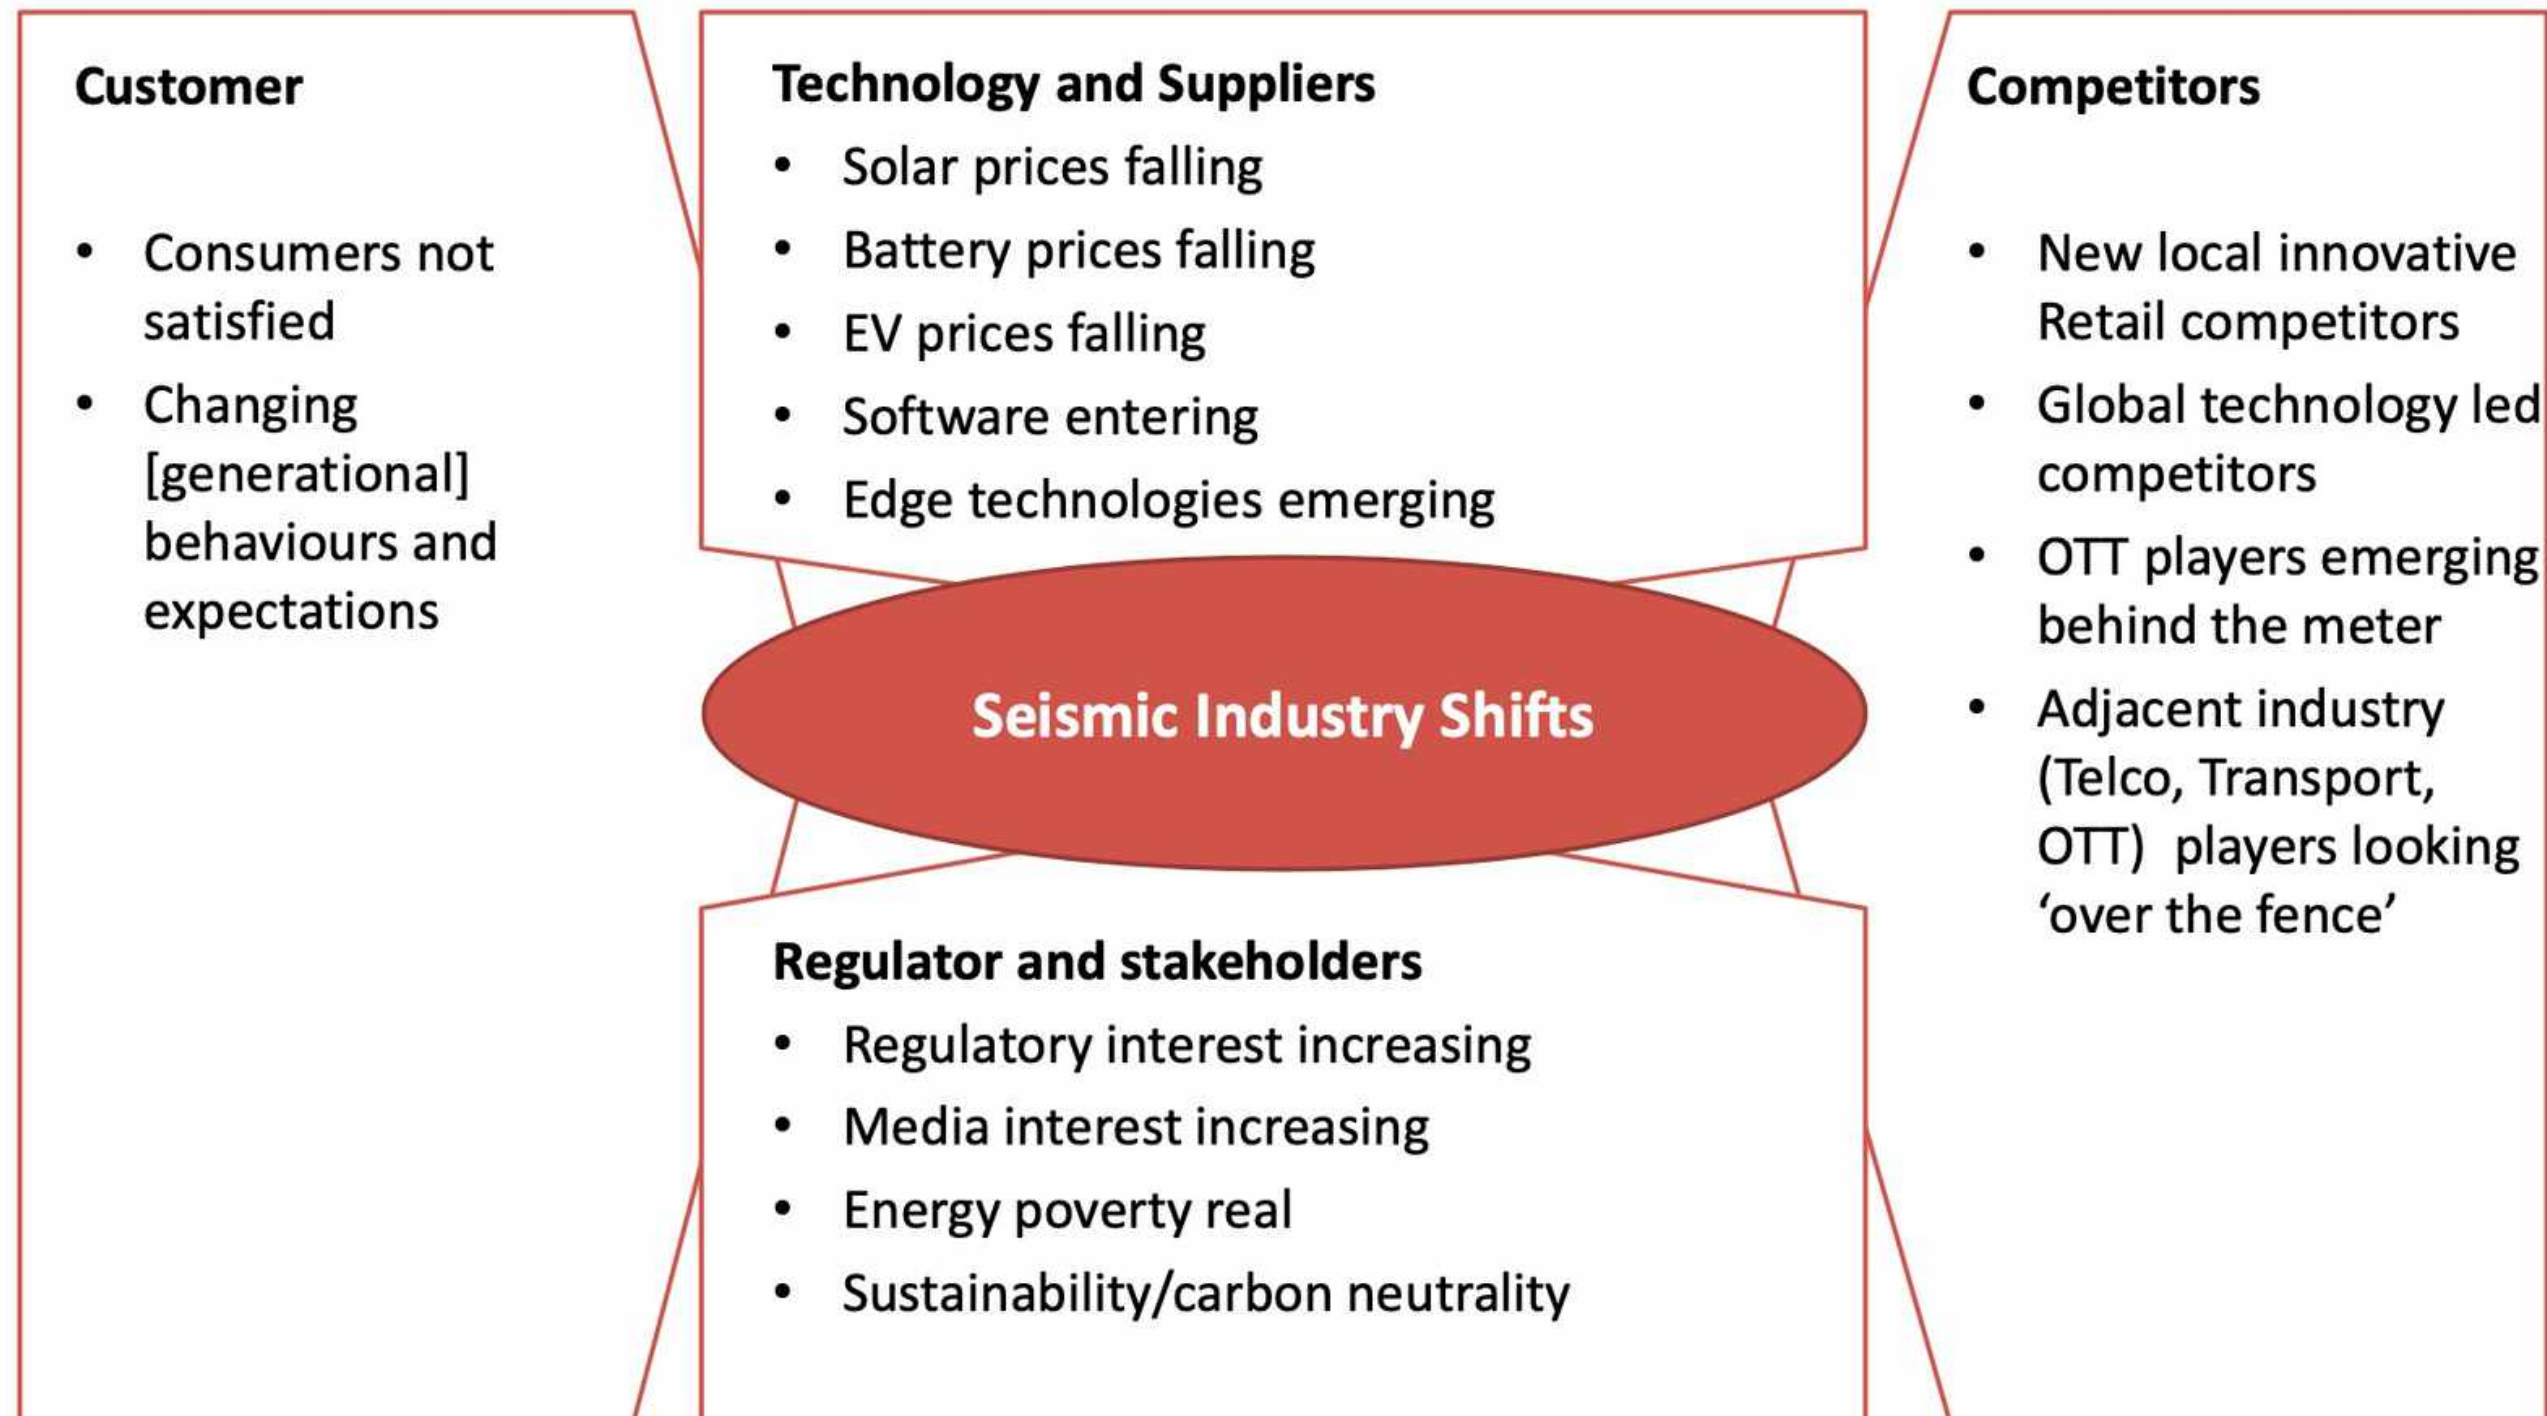 Customer
• Consumers not
satisfied
• Changing
[generational]
behaviours and
expectations
Technology and Suppliers
• Solar prices falling
• Battery prices falling
• EV prices falling
• Software entering
• Edge technologies emerging
Competitors
• New local innovative
Retail competitors
• Global technology led
competitors
• OTT players emerging
behind the meter
• Adjacent industry
(Telco, Transport,
OTT)  players looking
‘over the fence’
Seismic Industry Shifts
Regulator and stakeholders
• Regulatory interest increasing
• Media interest increasing
• Energy poverty real
• Sustainability/carbon neutrality